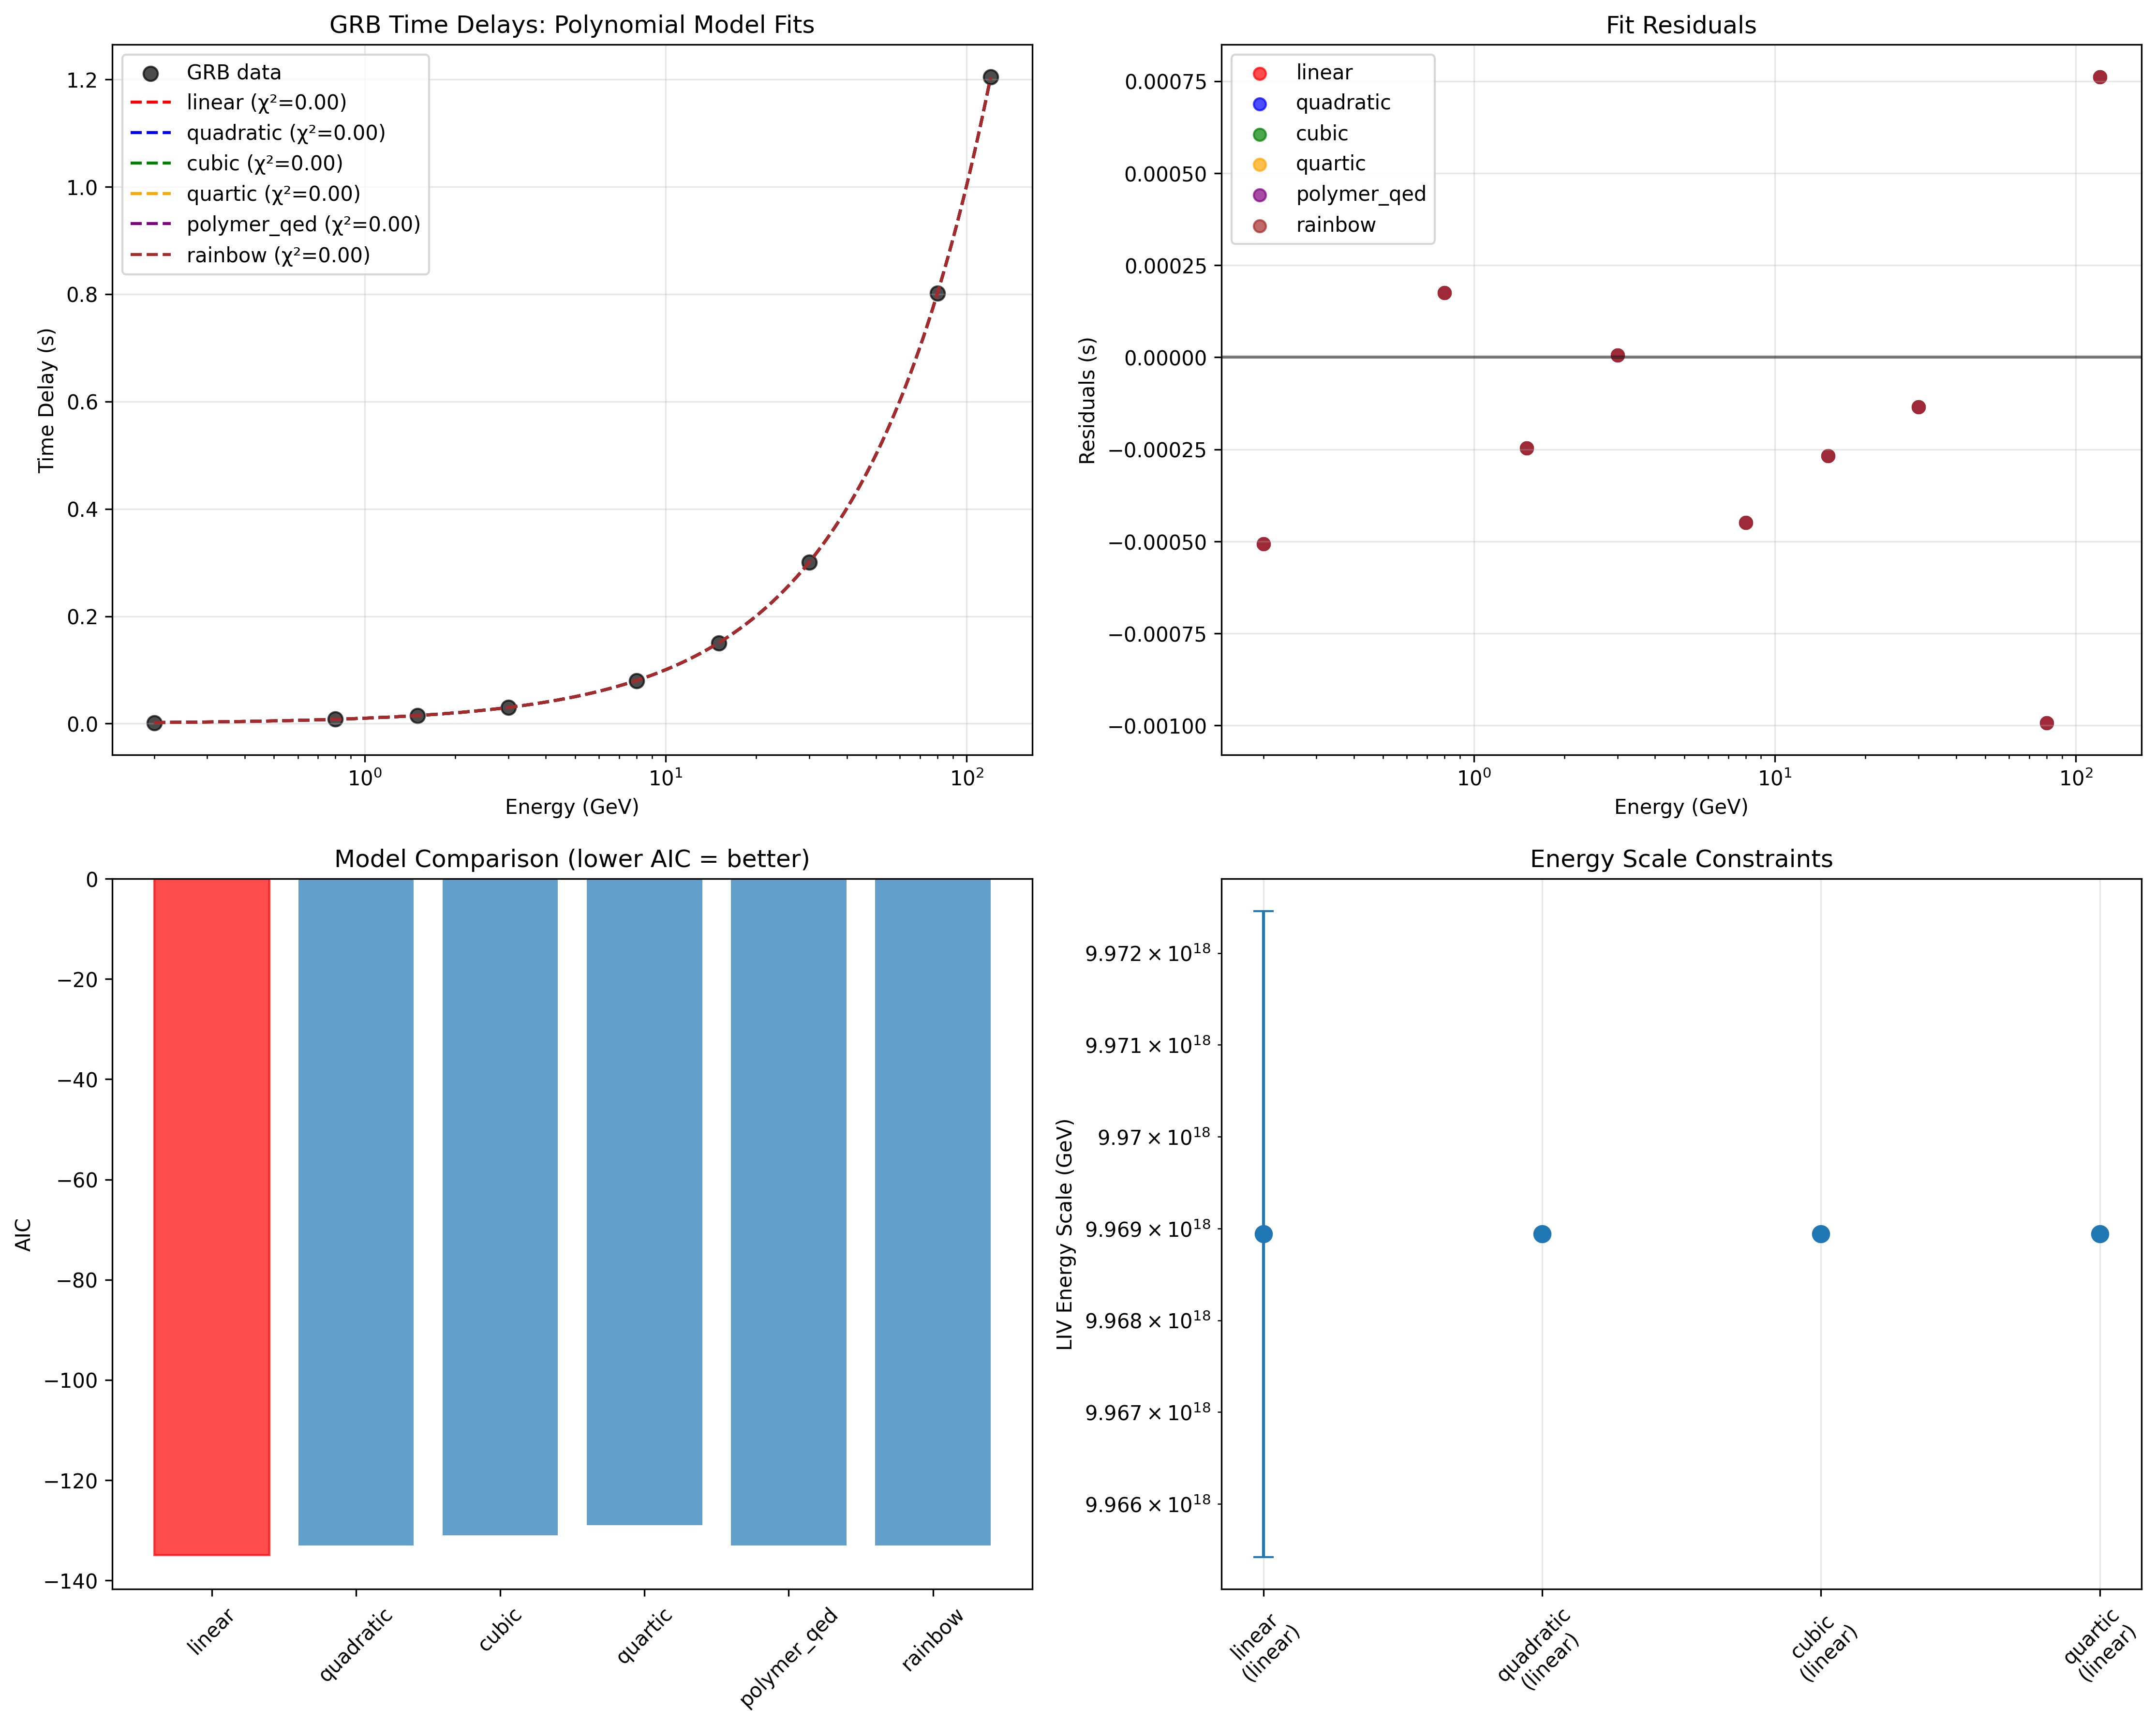 GRB Time Delays: Polynomial Model Fits
GRB data
linear (χ²=0.00)
quadratic (χ²=0.00)
cubic (χ²=0.00)
quartic (χ²=0.00)
polymer_qed (χ²=0.00)
rainbow (χ²=0.00)
1.2
1.0
0.8
0.6
0.4
0.2
0.0
Time Delay (s)
10⁰
10¹
10²
Energy (GeV)
Fit Residuals
linear
quadratic
cubic
quartic
polymer_qed
rainbow
0.00075
0.00050
0.00025
0.00000
−0.00025
−0.00050
−0.00075
−0.00100
Residuals (s)
10⁰
10¹
10²
Energy (GeV)
Model Comparison (lower AIC = better)
0
−20
−40
−60
−80
−100
−120
−140
AIC
linear
quadratic
cubic
quartic
polymer_qed
rainbow
Energy Scale Constraints
9.972 × 10¹⁸
9.971 × 10¹⁸
9.97 × 10¹⁸
9.969 × 10¹⁸
9.968 × 10¹⁸
9.967 × 10¹⁸
9.966 × 10¹⁸
LIV Energy Scale (GeV)
linear
(linear)
quadratic
(linear)
cubic
(linear)
quartic
(linear)